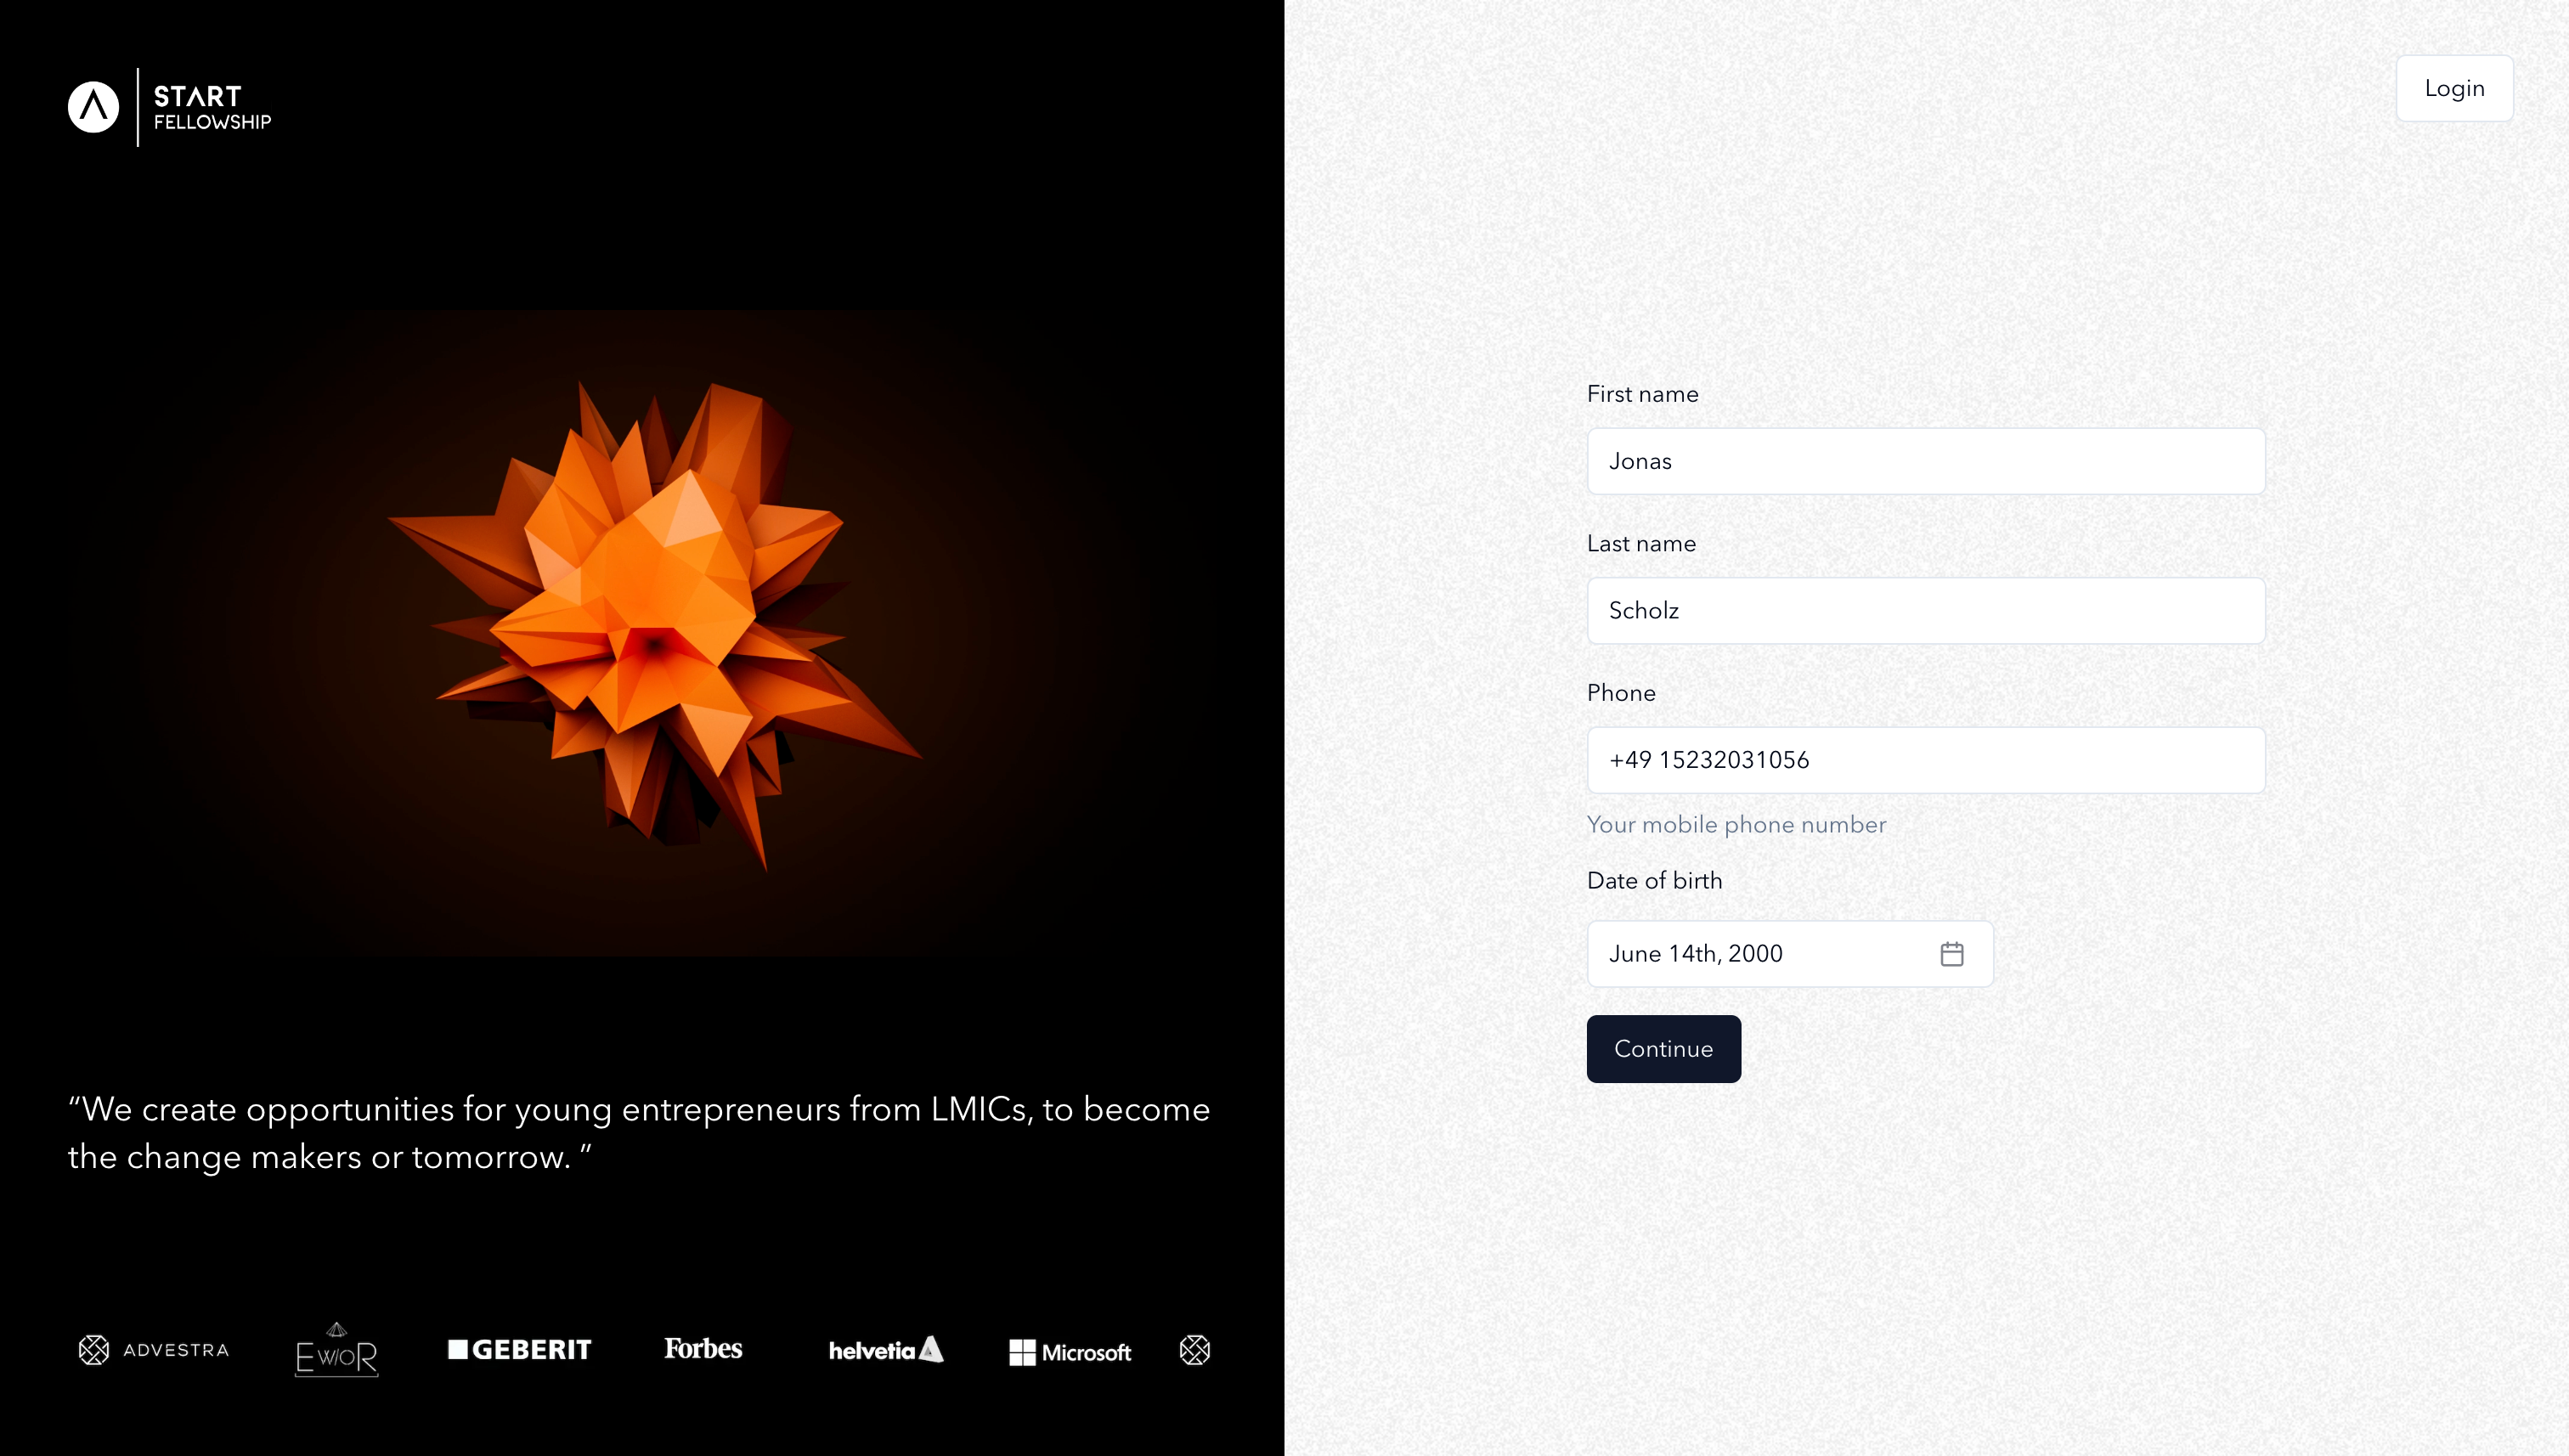 START
FELLOWSHIP
Login
First name
Jonas
Last name
Scholz
Phone
+49 15232031056
Your mobile phone number
Date of birth
June 14th, 2000
Continue
“We create opportunities for young entrepreneurs from LMICs, to become
the change makers or tomorrow. ”
ADVESTRA
EWOR
GEBERIT
Forbes
helvetia
Microsoft